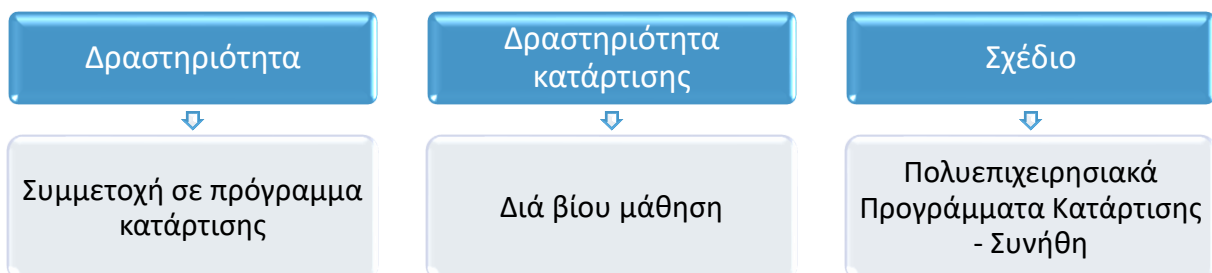 Δραστηριότητα
Συμμετοχή σε πρόγραμμα
κατάρτισης
Δραστηριότητα
κατάρτισης
Διά βίου μάθηση
Σχέδιο
Πολυεπιχειρησιακά
Προγράμματα Κατάρτισης
- Συνήθη